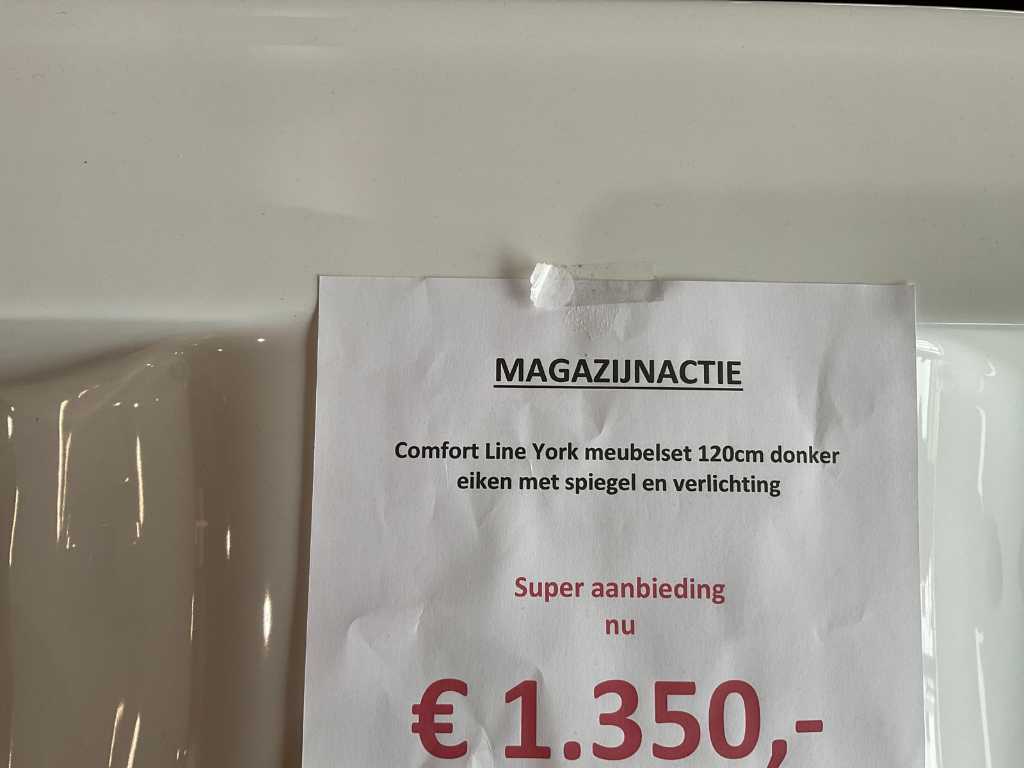 MAGAZIJNACTIE
Comfort Line York meubelset 120cm donker
eiken met spiegel en verlichting
Super aanbieding
nu
€ 1.350,-